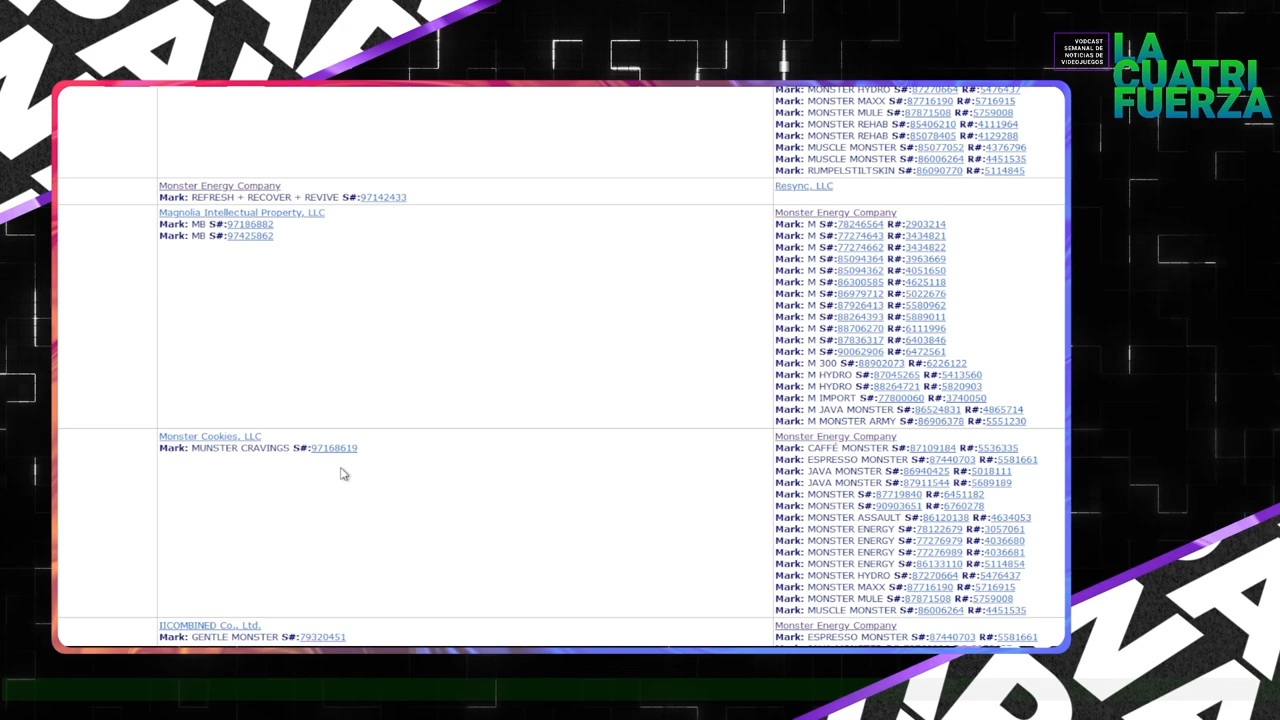 VODCAST
SEMANAL DE
NOTICIAS DE
VIDEOJUEGOS
LA
CUATRI
FUERZA
Mark: MONSTER HYDRO S#:87270664 R#:5476437
Mark: MONSTER MAXX S#:87716190 R#:5716915
Mark: MONSTER MULE S#:87871508 R#:5759008
Mark: MONSTER REHAB S#:85406210 R#:4111964
Mark: MONSTER REHAB S#:85078405 R#:4129288
Mark: MUSCLE MONSTER S#:85077052 R#:4376796
Mark: MUSCLE MONSTER S#:86006264 R#:4451535
Mark: RUMPELSTILTSKIN S#:86090770 R#:5114845
Monster Energy Company
Mark: REFRESH + RECOVER + REVIVE S#:97142433
Resync, LLC
Magnolia Intellectual Property, LLC
Mark: MB S#:97186882
Mark: MB S#:97425862
Monster Energy Company
Mark: M S#:78246564 R#:2903214
Mark: M S#:77274643 R#:3434821
Mark: M S#:77274662 R#:3434822
Mark: M S#:85094364 R#:3963669
Mark: M S#:85094362 R#:4051650
Mark: M S#:86300585 R#:4625118
Mark: M S#:86979712 R#:5022676
Mark: M S#:87926413 R#:5580962
Mark: M S#:88264393 R#:5889011
Mark: M S#:88706270 R#:6111996
Mark: M S#:87836317 R#:6403846
Mark: M S#:90062906 R#:6472561
Mark: M 300 S#:88902073 R#:6226122
Mark: M HYDRO S#:87045265 R#:5413560
Mark: M HYDRO S#:88264721 R#:5820903
Mark: M IMPORT S#:77800060 R#:3740050
Mark: M JAVA MONSTER S#:86524831 R#:4865714
Mark: M MONSTER ARMY S#:86906378 R#:5551230
Monster Cookies, LLC
Mark: MUNSTER CRAVINGS S#:97168619
Monster Energy Company
Mark: CAFFÉ MONSTER S#:87109184 R#:5536335
Mark: ESPRESSO MONSTER S#:87440703 R#:5581661
Mark: JAVA MONSTER S#:86940425 R#:5018111
Mark: JAVA MONSTER S#:87911544 R#:5689189
Mark: MONSTER S#:87719840 R#:6451182
Mark: MONSTER S#:90903651 R#:6760278
Mark: MONSTER ASSAULT S#:86120138 R#:4634053
Mark: MONSTER ENERGY S#:78122679 R#:3057061
Mark: MONSTER ENERGY S#:77276979 R#:4036680
Mark: MONSTER ENERGY S#:77276989 R#:4036681
Mark: MONSTER ENERGY S#:86133110 R#:5114854
Mark: MONSTER HYDRO S#:87270664 R#:5476437
Mark: MONSTER MAXX S#:87716190 R#:5716915
Mark: MONSTER MULE S#:87871508 R#:5759008
Mark: MUSCLE MONSTER S#:86006264 R#:4451535
IICOMBINED Co., Ltd.
Mark: GENTLE MONSTER S#:79320451
Monster Energy Company
Mark: ESPRESSO MONSTER S#:87440703 R#:5581661